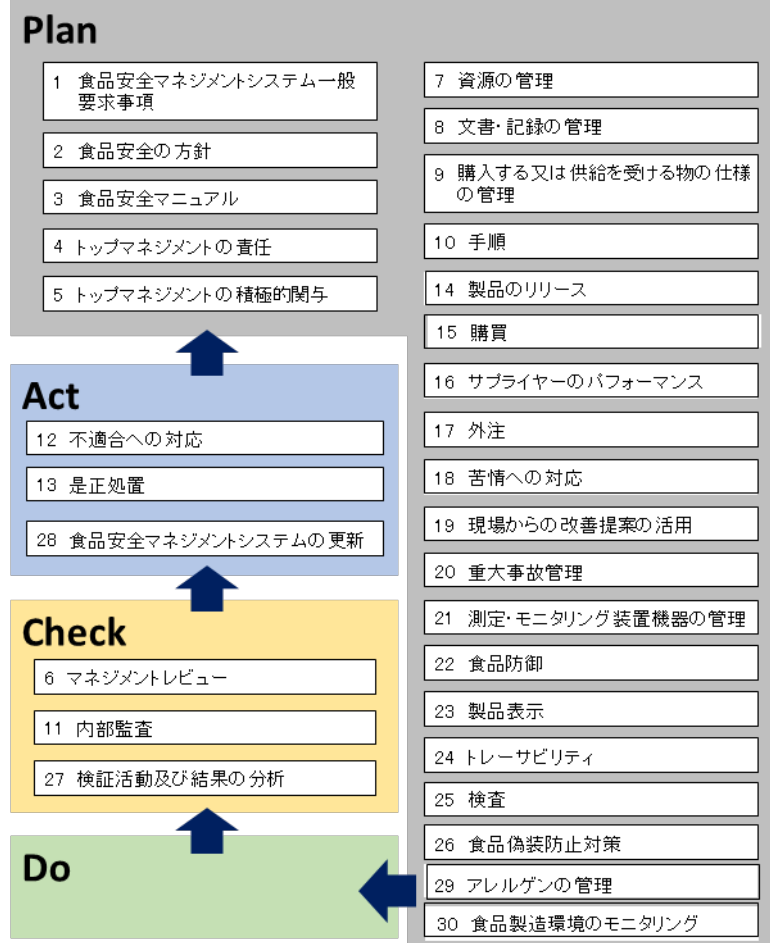 Plan
1 食品安全マネジメントシステム一般
要求事項
2 食品安全の方針
3 食品安全マニュアル
4 トップマネジメントの責任
5 トップマネジメントの積極的関与
7 資源の管理
8 文書・記録の管理
9 購入する又は供給を受ける物の仕様
の管理
10 手順
14 製品のリリース
15 購買
16 サプライヤーのパフォーマンス
17 外注
18 苦情への対応
19 現場からの改善提案の活用
20 重大事故管理
21 測定・モニタリング装置機器の管理
22 食品防御
23 製品表示
24 トレーサビリティ
25 検査
26 食品偽装防止対策
29 アレルゲンの管理
30 食品製造環境のモニタリング
Act
12 不適合への対応
13 是正処置
28 食品安全マネジメントシステムの更新
Check
6 マネジメントレビュー
11 内部監査
27 検証活動及び結果の分析
Do